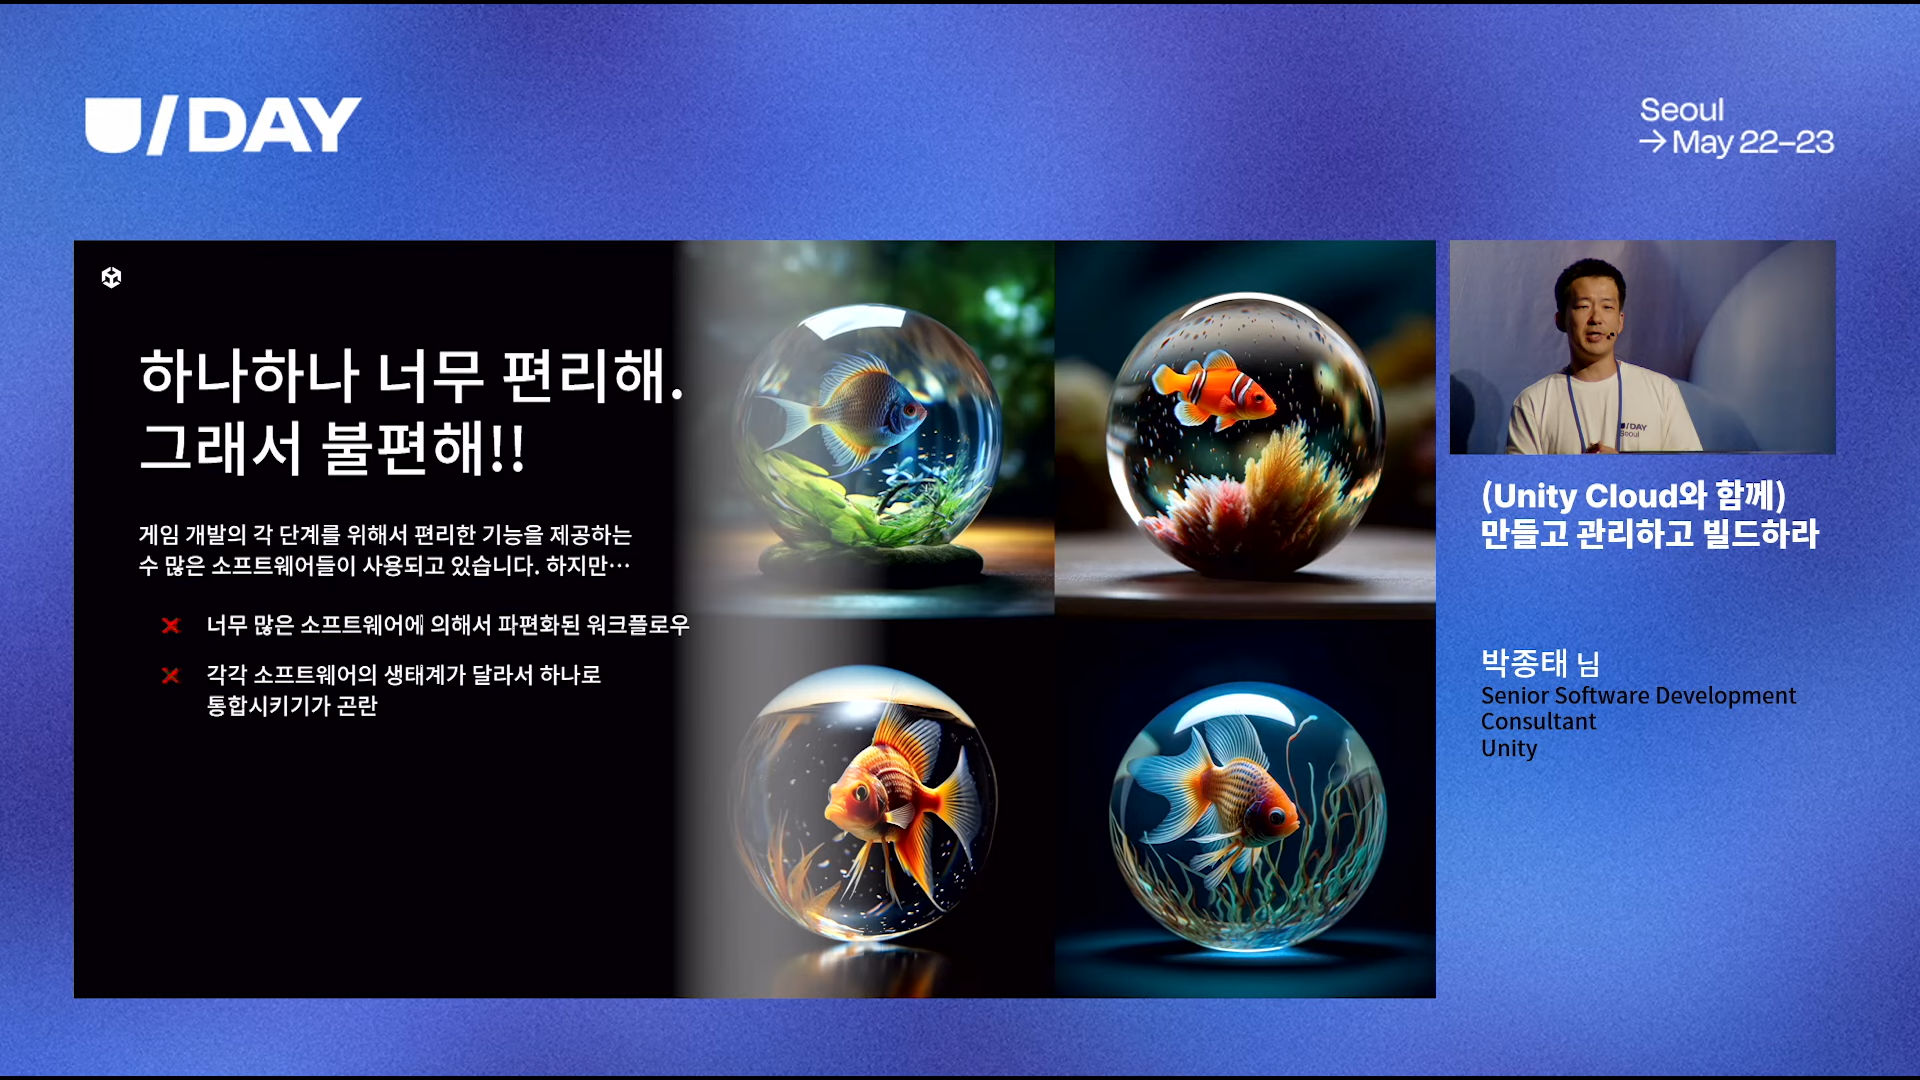 U/DAY
Seoul
→ May 22–23
하나하나 너무 편리해.
그래서 불편해!!
게임 개발의 각 단계를 위해서 편리한 기능을 제공하는
수 많은 소프트웨어들이 사용되고 있습니다. 하지만…
너무 많은 소프트웨어에 의해서 파편화된 워크플로우
각각 소프트웨어의 생태계가 달라서 하나로
통합시키기가 곤란
U/DAY
Seoul
(Unity Cloud와 함께)
만들고 관리하고 빌드하라
박종태 님
Senior Software Development
Consultant
Unity